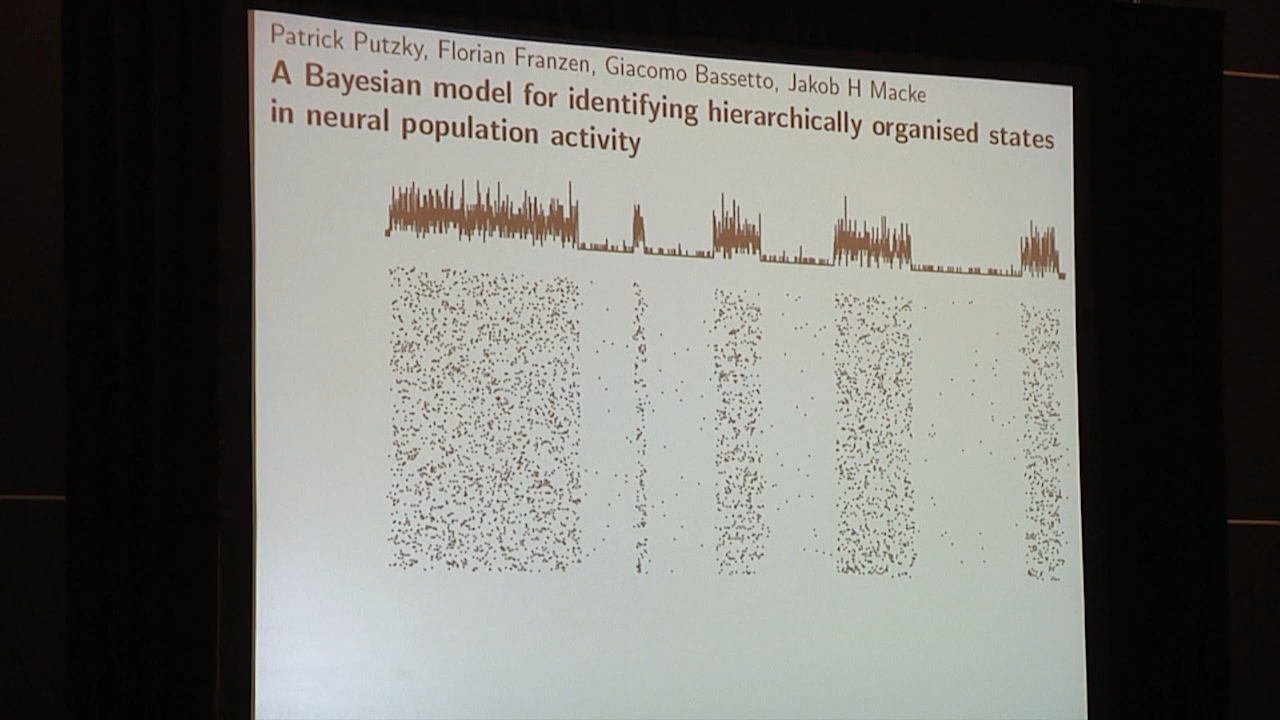 Patrick Putzky, Florian Franzen, Giacomo Bassetto, Jakob H Macke
A Bayesian model for identifying hierarchically organised states
in neural population activity